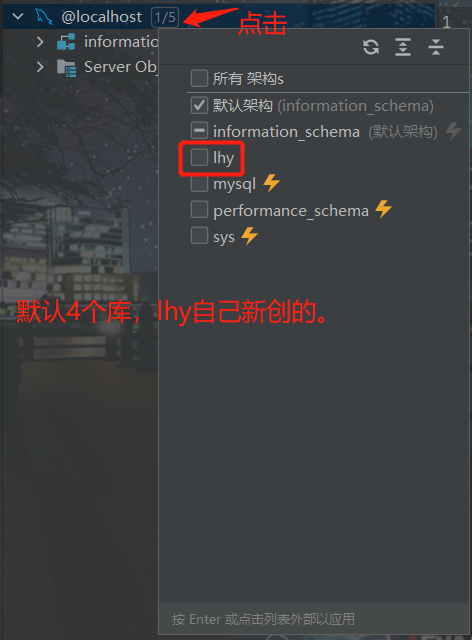 @localhost 1/5
点击
1
informatio
Server Obj
所有 架构s
默认架构 (information_schema)
information_schema (默认架构)
lhy
mysql
performance_schema
sys
默认4个库，lhy自己新创的。
按 Enter 或点击列表外部以应用